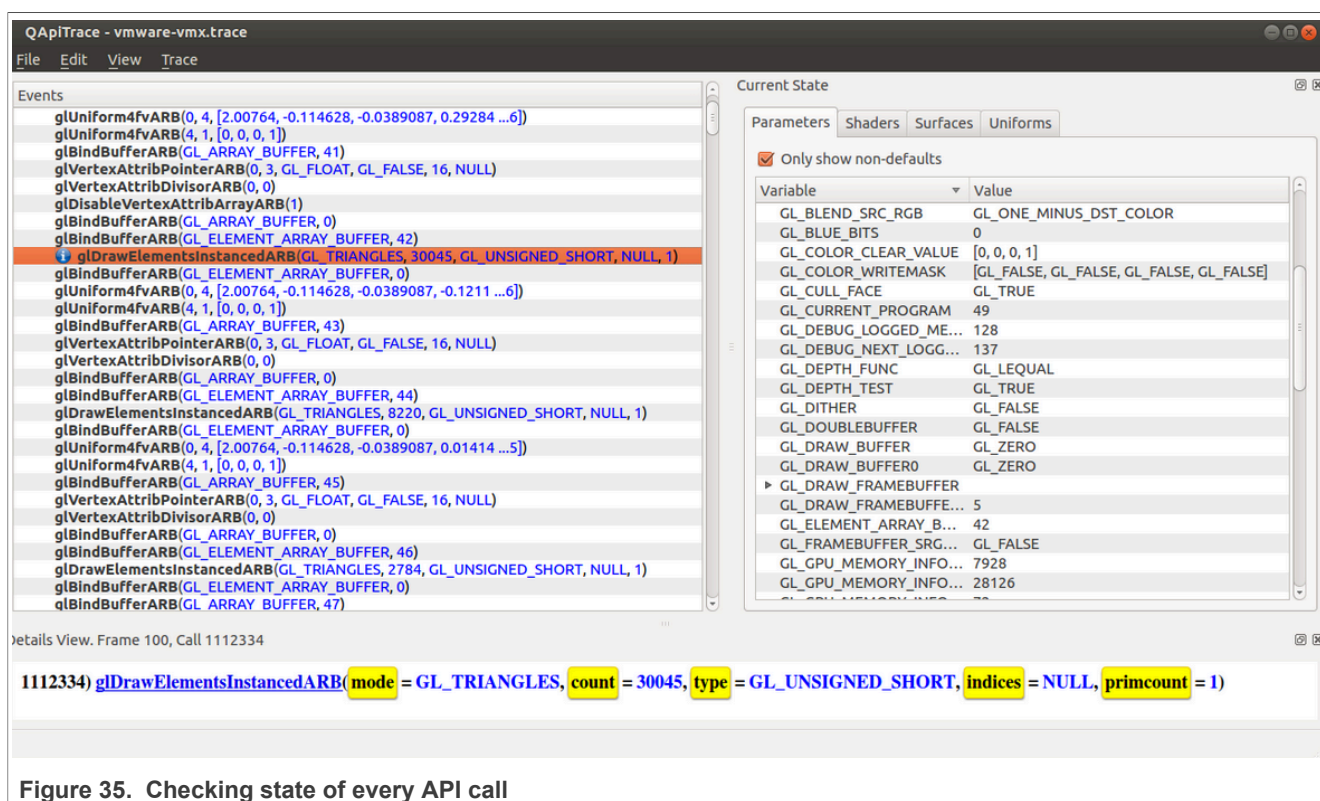 QApiTrace - vmware-vmx.trace
File Edit View Trace
Events
glUniform4fvARB(0, 4, [2.00764, -0.114628, -0.0389087, 0.29284 ...6])
glUniform4fvARB(4, 1, [0, 0, 0, 1])
glBindBufferARB(GL_ARRAY_BUFFER, 41)
glVertexAttribPointerARB(0, 3, GL_FLOAT, GL_FALSE, 16, NULL)
glVertexAttribDivisorARB(0, 0)
glDisableVertexAttribArrayARB(1)
glBindBufferARB(GL_ARRAY_BUFFER, 0)
glBindBufferARB(GL_ELEMENT_ARRAY_BUFFER, 42)
glDrawElementsInstancedARB(GL_TRIANGLES, 30045, GL_UNSIGNED_SHORT, NULL, 1)
glBindBufferARB(GL_ELEMENT_ARRAY_BUFFER, 0)
glUniform4fvARB(0, 4, [2.00764, -0.114628, -0.0389087, -0.1211 ...6])
glUniform4fvARB(4, 1, [0, 0, 0, 1])
glBindBufferARB(GL_ARRAY_BUFFER, 43)
glVertexAttribPointerARB(0, 3, GL_FLOAT, GL_FALSE, 16, NULL)
glVertexAttribDivisorARB(0, 0)
glBindBufferARB(GL_ARRAY_BUFFER, 0)
glBindBufferARB(GL_ELEMENT_ARRAY_BUFFER, 44)
glDrawElementsInstancedARB(GL_TRIANGLES, 8220, GL_UNSIGNED_SHORT, NULL, 1)
glBindBufferARB(GL_ELEMENT_ARRAY_BUFFER, 0)
glUniform4fvARB(0, 4, [2.00764, -0.114628, -0.0389087, 0.01414 ...5])
glUniform4fvARB(4, 1, [0, 0, 0, 1])
glBindBufferARB(GL_ARRAY_BUFFER, 45)
glVertexAttribPointerARB(0, 3, GL_FLOAT, GL_FALSE, 16, NULL)
glVertexAttribDivisorARB(0, 0)
glBindBufferARB(GL_ARRAY_BUFFER, 0)
glBindBufferARB(GL_ELEMENT_ARRAY_BUFFER, 46)
glDrawElementsInstancedARB(GL_TRIANGLES, 2784, GL_UNSIGNED_SHORT, NULL, 1)
glBindBufferARB(GL_ELEMENT_ARRAY_BUFFER, 0)
glBindBufferARB(GL_ARRAY_BUFFER, 47)
Current State
Parameters Shaders Surfaces Uniforms
Only show non-defaults
Variable Value
GL_BLEND_SRC_RGB GL_ONE_MINUS_DST_COLOR
GL_BLUE_BITS 0
GL_COLOR_CLEAR_VALUE [0, 0, 0, 1]
GL_COLOR_WRITEMASK [GL_FALSE, GL_FALSE, GL_FALSE, GL_FALSE]
GL_CULL_FACE GL_TRUE
GL_CURRENT_PROGRAM 49
GL_DEBUG_LOGGED_ME... 128
GL_DEBUG_NEXT_LOGG... 137
GL_DEPTH_FUNC GL_LEQUAL
GL_DEPTH_TEST GL_TRUE
GL_DITHER GL_FALSE
GL_DOUBLEBUFFER GL_FALSE
GL_DRAW_BUFFER GL_ZERO
GL_DRAW_BUFFER0 GL_ZERO
GL_DRAW_FRAMEBUFFER
GL_DRAW_FRAMEBUFFE... 5
GL_ELEMENT_ARRAY_B... 42
GL_FRAMEBUFFER_SRG... GL_FALSE
GL_GPU_MEMORY_INFO... 7928
GL_GPU_MEMORY_INFO... 28126
Details View. Frame 100, Call 1112334
1112334) glDrawElementsInstancedARB(mode = GL_TRIANGLES, count = 30045, type = GL_UNSIGNED_SHORT, indices = NULL, primcount = 1)
Figure 35. Checking state of every API call